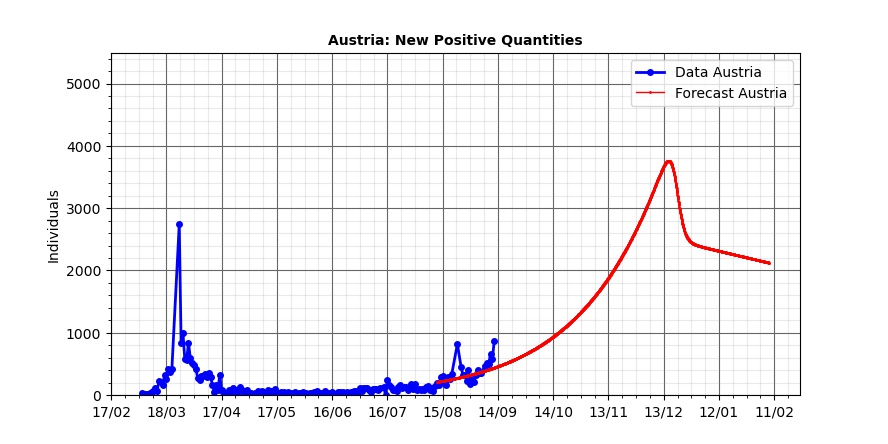 Austria: New Positive Quantities
Data Austria
Forecast Austria
Individuals
5000
4000
3000
2000
1000
0
17/02 18/03 17/04 17/05 16/06 16/07 15/08 14/09 14/10 13/11 13/12 12/01 11/02